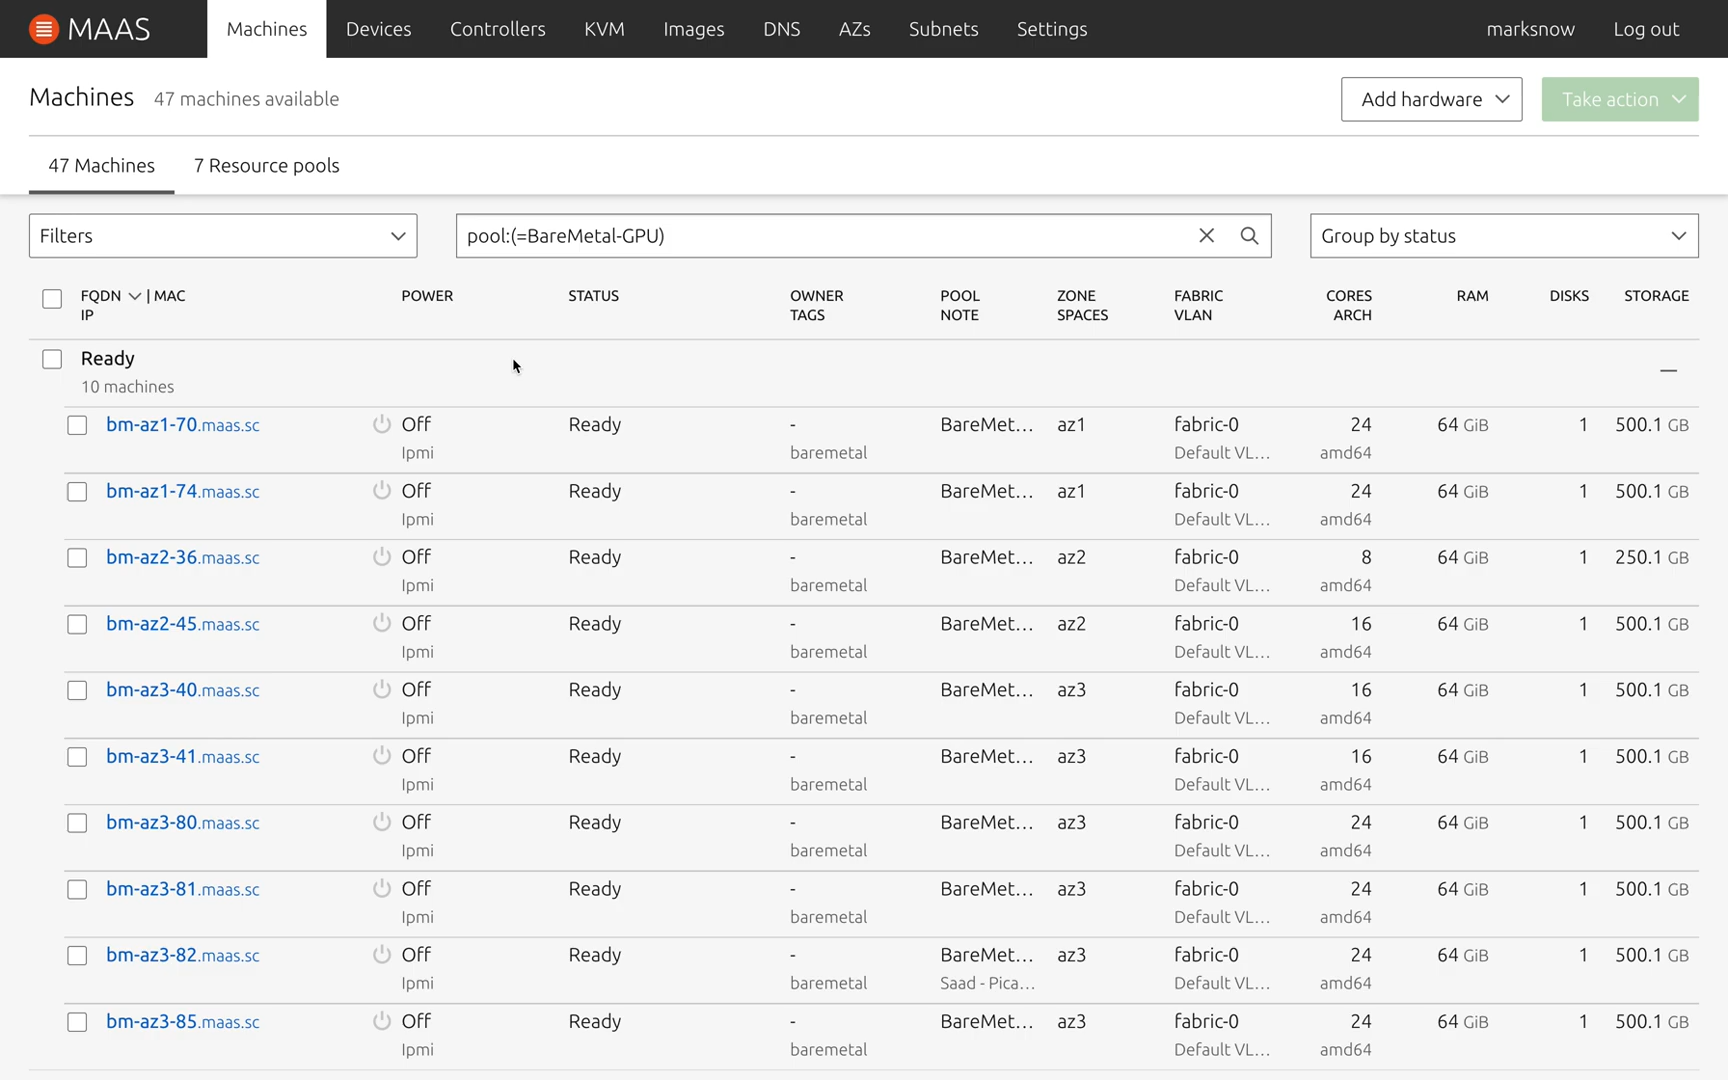 MAAS Machines Devices Controllers KVM Images DNS AZs Subnets Settings marksnow Log out
Machines 47 machines available Add hardware Take action
47 Machines 7 Resource pools
Filters pool:(=BareMetal-GPU) Group by status
FQDN | MAC POWER STATUS OWNER POOL ZONE FABRIC CORES RAM DISKS STORAGE
IP TAGS NOTE SPACES VLAN ARCH
Ready
10 machines
bm-az1-70.maas.sc Off Ready - BareMet... az1 fabric-0 24 64 GiB 1 500.1 GB
Ipmi baremetal Default VL... amd64
bm-az1-74.maas.sc Off Ready - BareMet... az1 fabric-0 24 64 GiB 1 500.1 GB
Ipmi baremetal Default VL... amd64
bm-az2-36.maas.sc Off Ready - BareMet... az2 fabric-0 8 64 GiB 1 250.1 GB
Ipmi baremetal Default VL... amd64
bm-az2-45.maas.sc Off Ready - BareMet... az2 fabric-0 16 64 GiB 1 500.1 GB
Ipmi baremetal Default VL... amd64
bm-az3-40.maas.sc Off Ready - BareMet... az3 fabric-0 16 64 GiB 1 500.1 GB
Ipmi baremetal Default VL... amd64
bm-az3-41.maas.sc Off Ready - BareMet... az3 fabric-0 16 64 GiB 1 500.1 GB
Ipmi baremetal Default VL... amd64
bm-az3-80.maas.sc Off Ready - BareMet... az3 fabric-0 24 64 GiB 1 500.1 GB
Ipmi baremetal Default VL... amd64
bm-az3-81.maas.sc Off Ready - BareMet... az3 fabric-0 24 64 GiB 1 500.1 GB
Ipmi baremetal Default VL... amd64
bm-az3-82.maas.sc Off Ready - BareMet... az3 fabric-0 24 64 GiB 1 500.1 GB
Ipmi baremetal Saad - Pica... Default VL... amd64
bm-az3-85.maas.sc Off Ready - BareMet... az3 fabric-0 24 64 GiB 1 500.1 GB
Ipmi baremetal Default VL... amd64